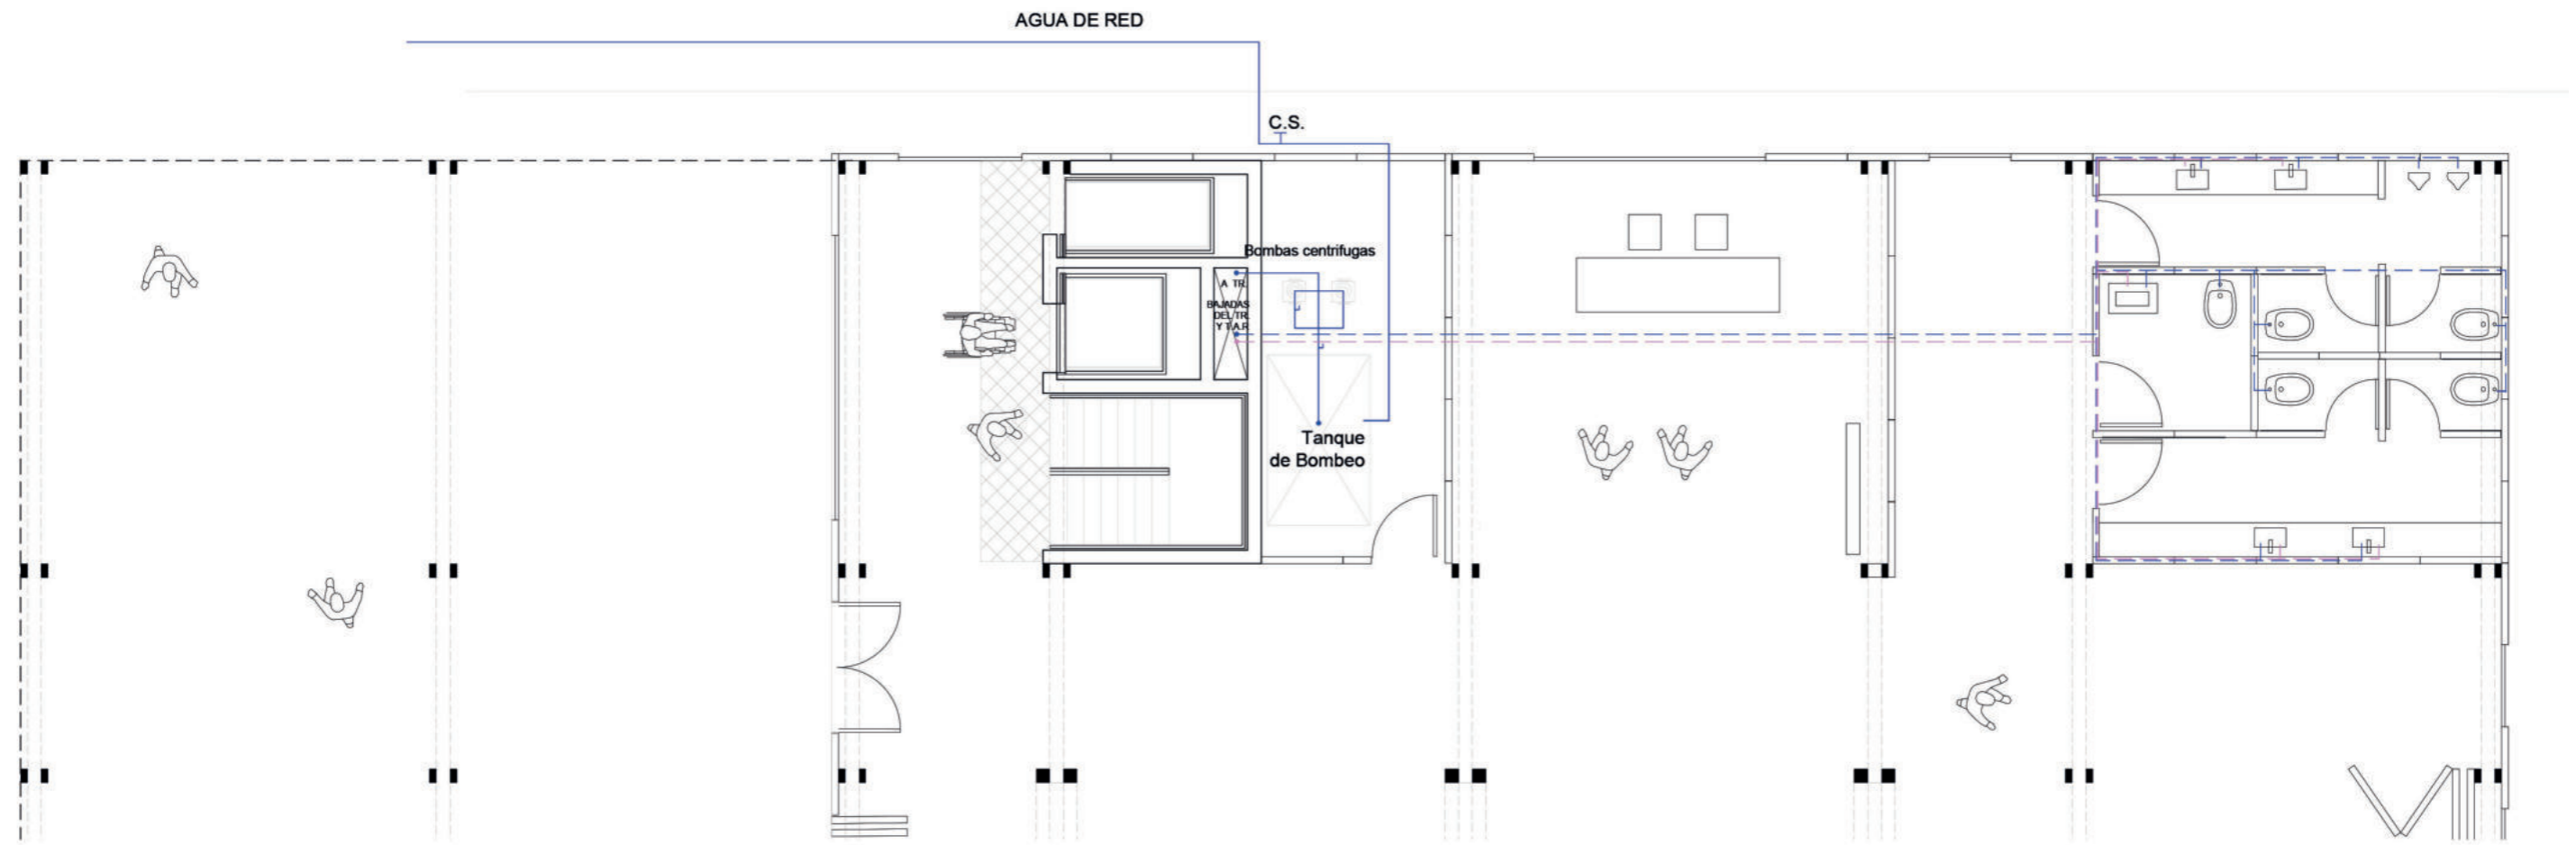 AGUA DE RED
C.S.
Bombas centrifugas
A TR.
BAJADAS
DEL TR.
Y T.A.R
Tanque
de Bombeo